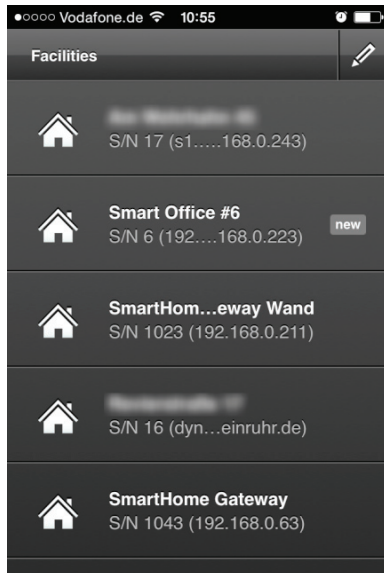 Vodafone.de 10:55
Facilities
S/N 17 (s1.....168.0.243)
Smart Office #6
new
S/N 6 (192....168.0.223)
SmartHom...eway Wand
S/N 1023 (192.168.0.211)
S/N 16 (dyn...einruhr.de)
SmartHome Gateway
S/N 1043 (192.168.0.63)